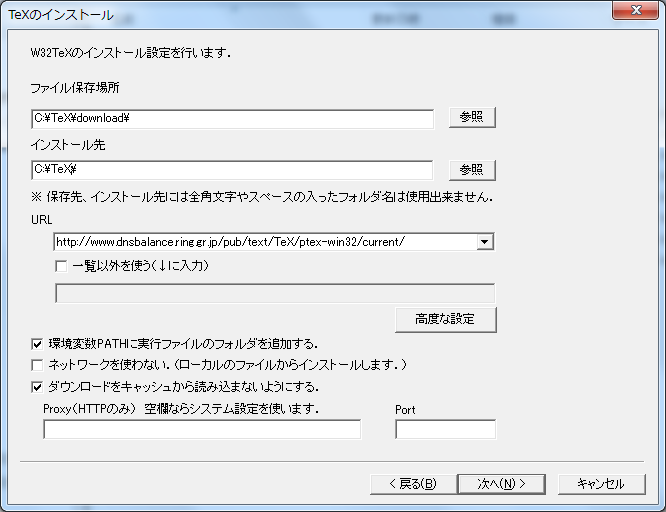 TeXのインストール
W32TeXのインストール設定を行います.
ファイル保存場所
C:¥TeX¥download¥
参照
インストール先
C:¥TeX¥
参照
※ 保存先、インストール先には全角文字やスペースの入ったフォルダ名は使用出来ません.
URL
http://www.dnsbalance.ring.gr.jp/pub/text/TeX/ptex-win32/current/
一覧以外を使う(↓に入力)
高度な設定
環境変数PATHに実行ファイルのフォルダを追加する.
ネットワークを使わない.(ローカルのファイルからインストールします.)
ダウンロードをキャッシュから読み込まないようにする.
Proxy(HTTPのみ) 空欄ならシステム設定を使います. Port
< 戻る(B) 次へ(N) > キャンセル